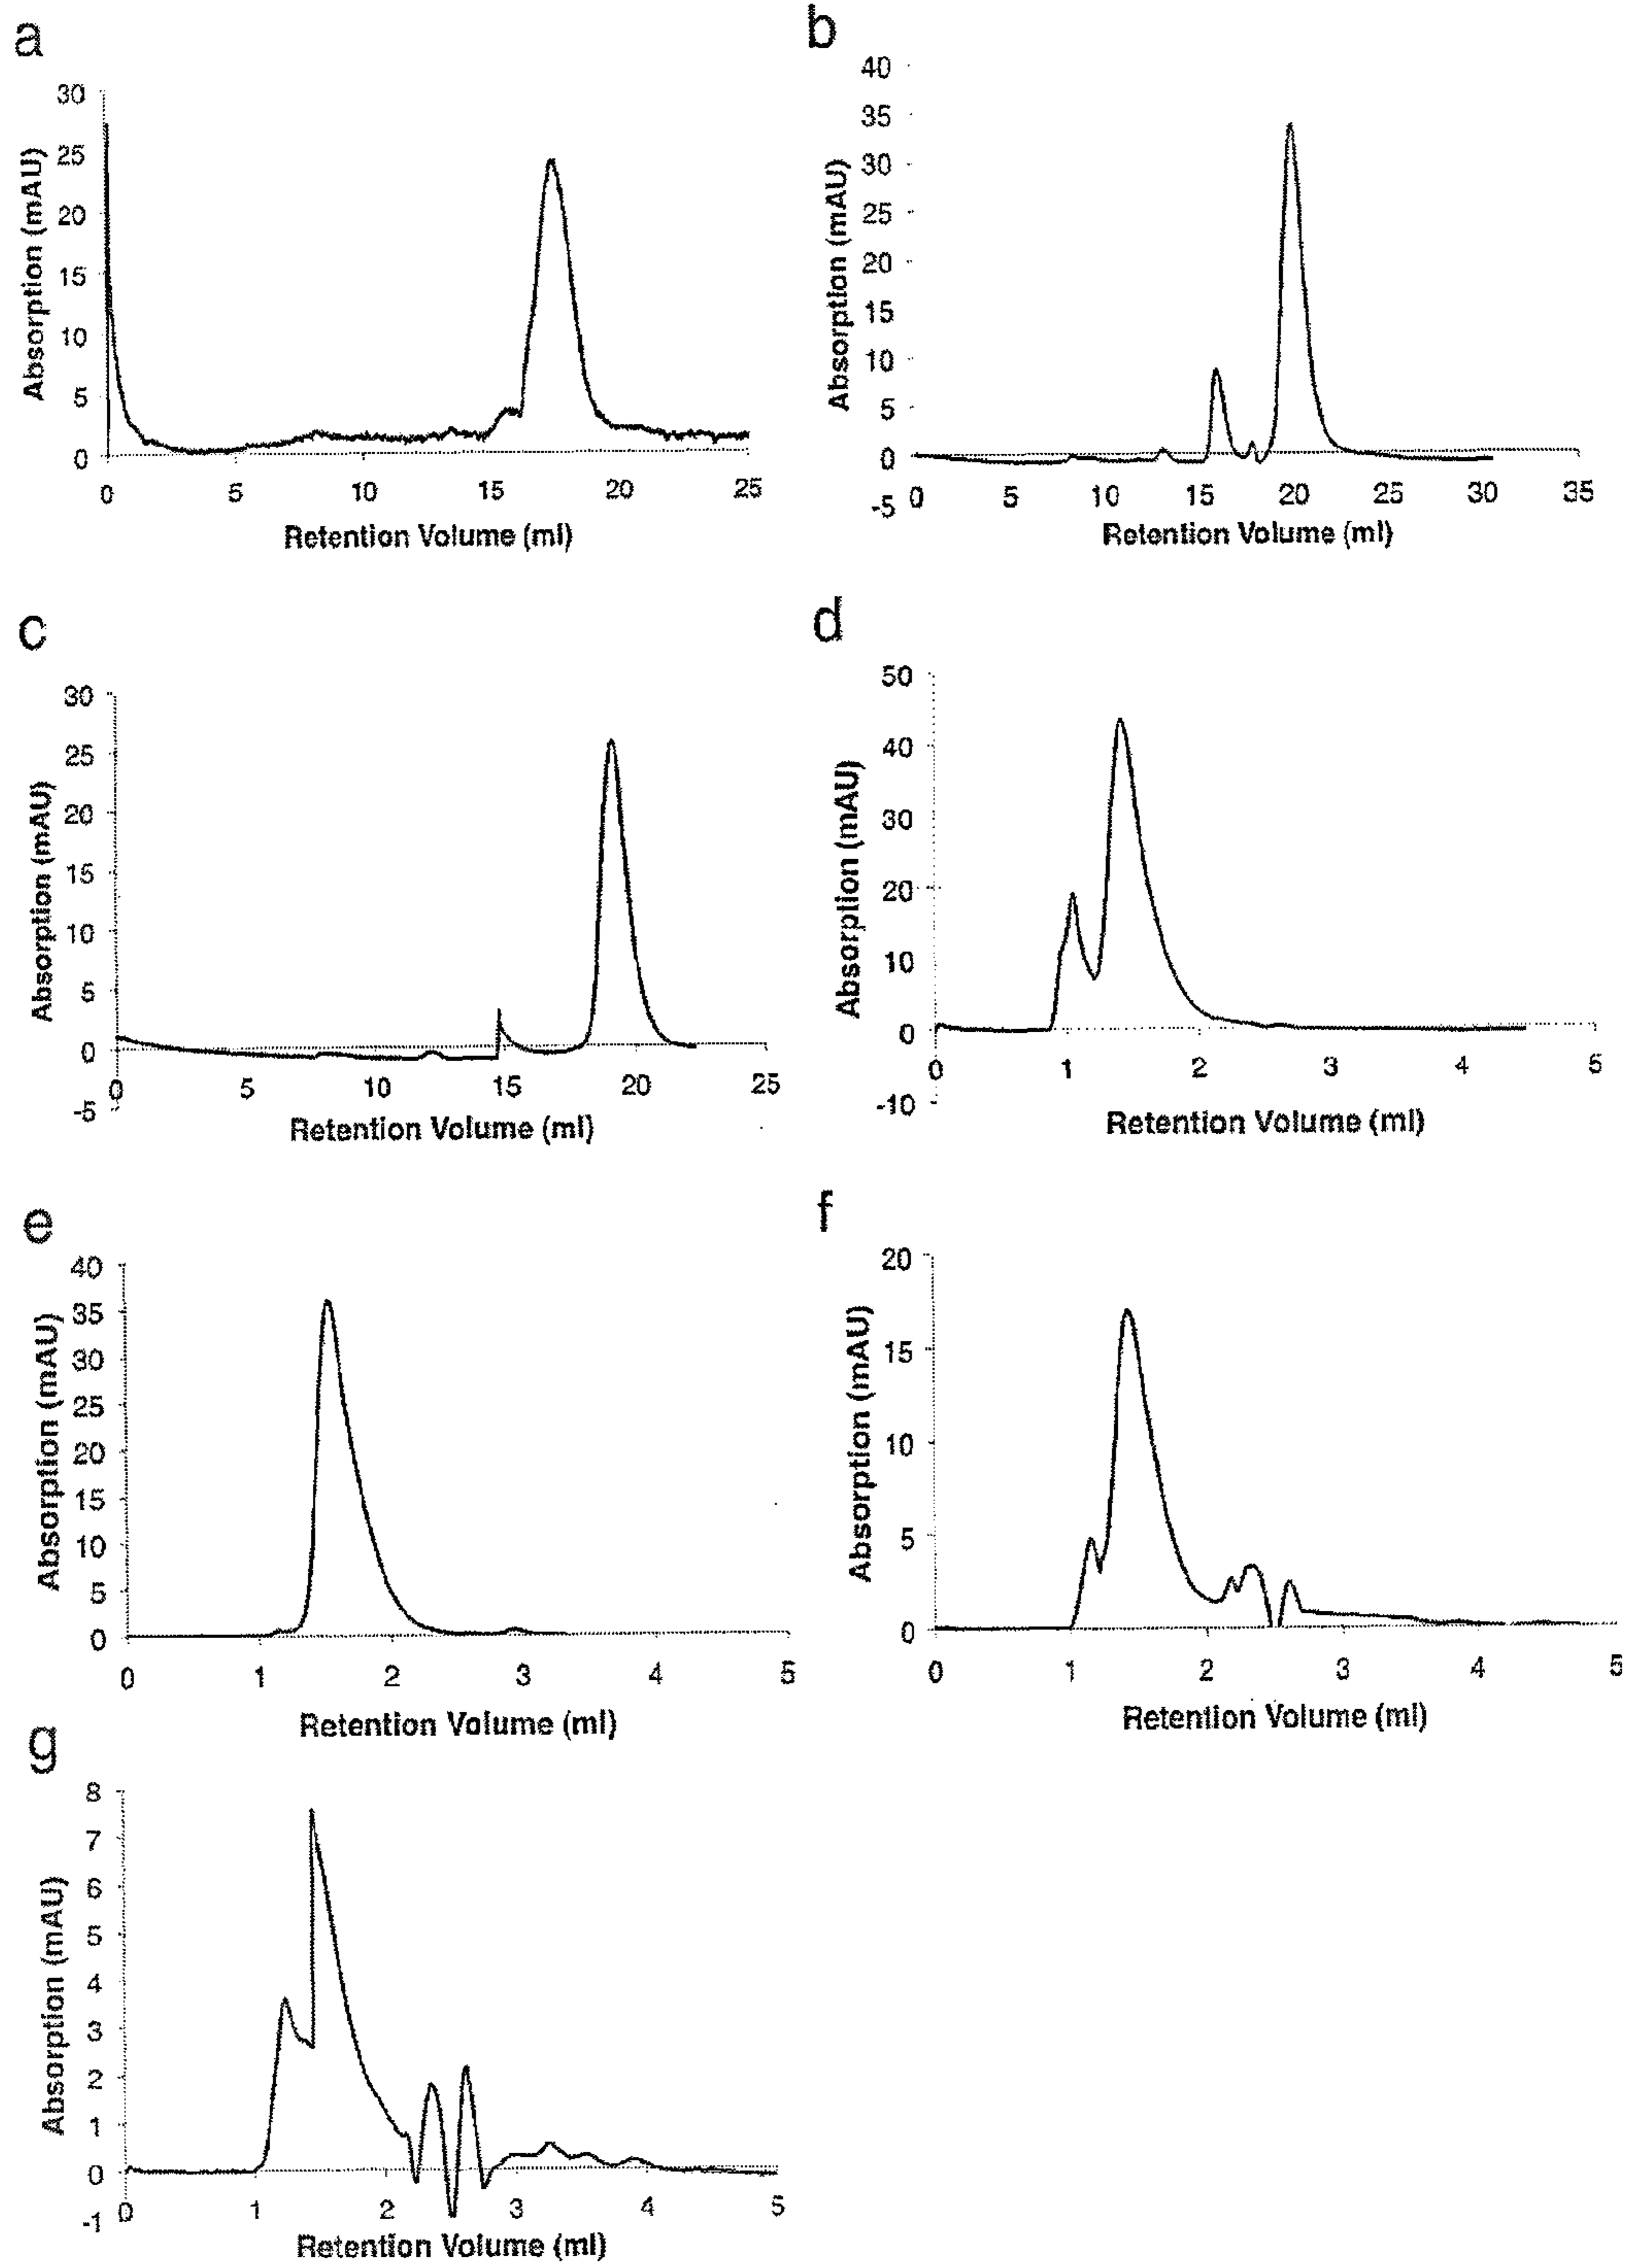 a
30
25
20
15
10
5
0
Absorption (mAU)
0 5 10 15 20 25
Retention Volume (ml)
b
40
35
30
25
20
15
10
5
0
-5
Absorption (mAU)
0 5 10 15 20 25 30 35
Retention Volume (ml)
c
30
25
20
15
10
5
0
-5
Absorption (mAU)
0 5 10 15 20 25
Retention Volume (ml)
d
50
40
30
20
10
0
-10
Absorption (mAU)
0 1 2 3 4 5
Retention Volume (ml)
e
40
35
30
25
20
15
10
5
0
Absorption (mAU)
0 1 2 3 4 5
Retention Volume (ml)
f
20
15
10
5
0
Absorption (mAU)
0 1 2 3 4 5
Retention Volume (ml)
g
8
7
6
5
4
3
2
1
0
-1
Absorption (mAU)
0 1 2 3 4 5
Retention Volume (ml)